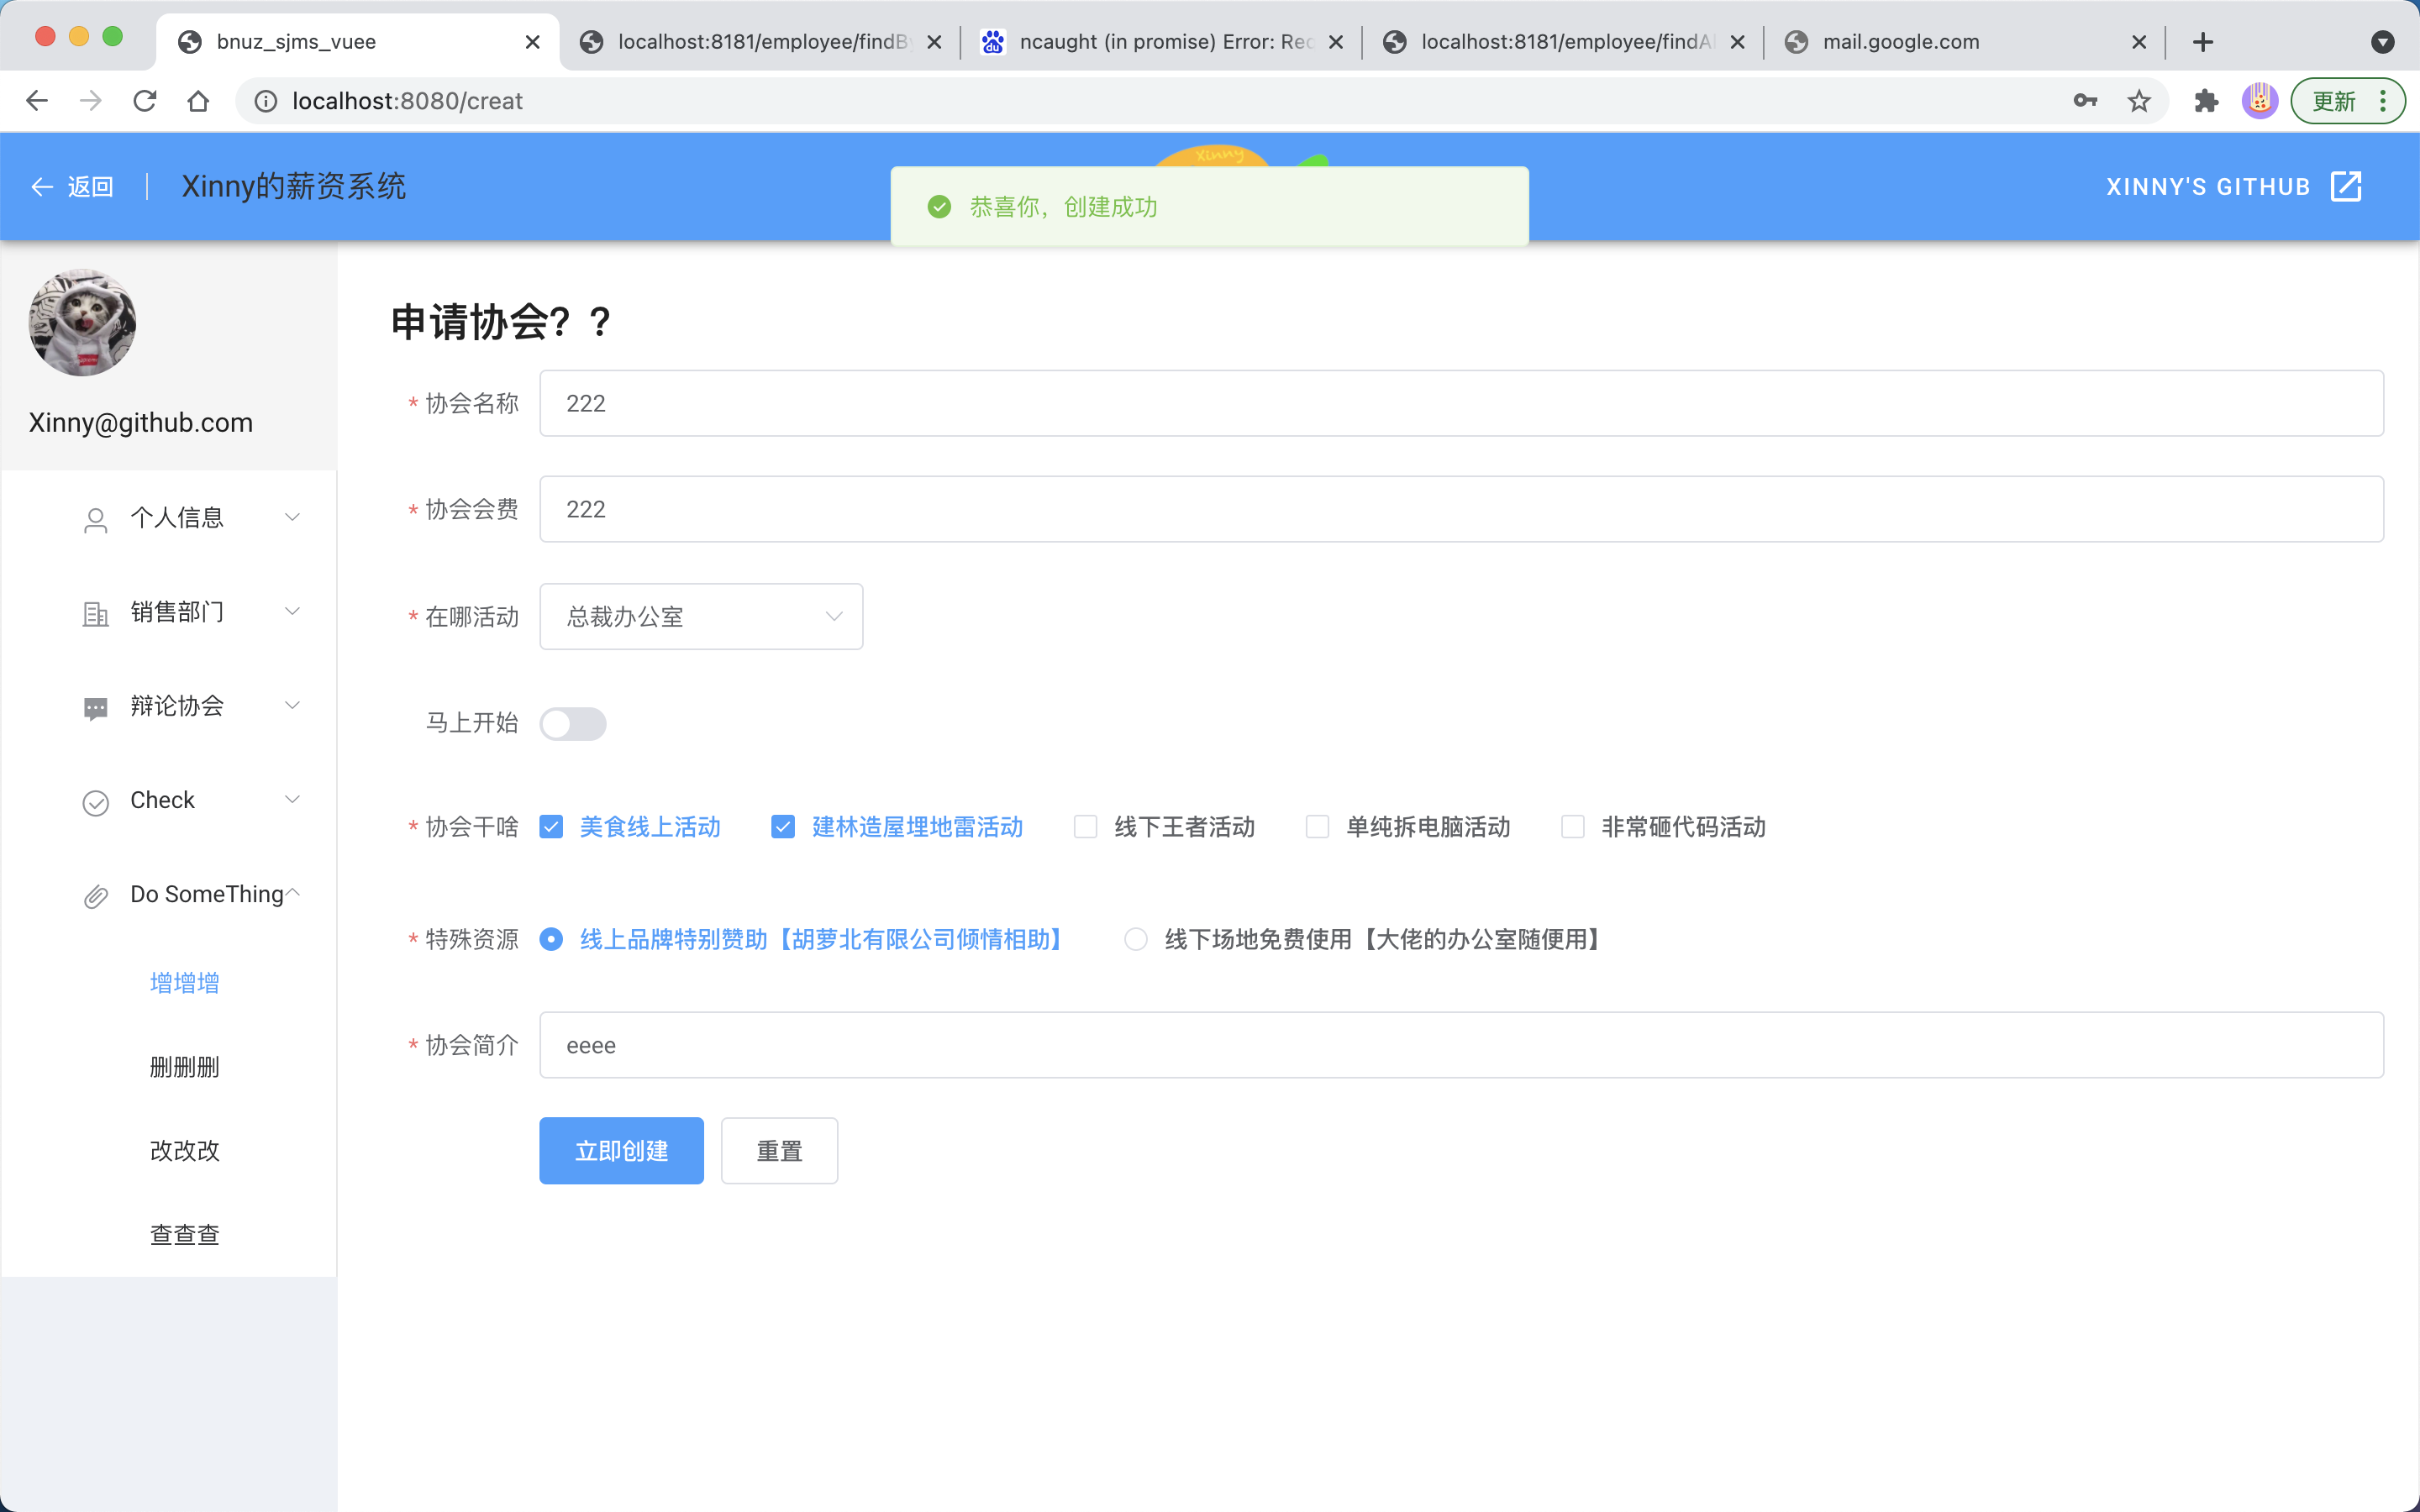 bnuz_sjms_vuee
localhost:8181/employee/findBy
ncaught (in promise) Error: Rec
localhost:8181/employee/findAl
mail.google.com
localhost:8080/creat
更新
返回
Xinny的薪资系统
xinny
恭喜你，创建成功
XINNY'S GITHUB
Xinny@github.com
个人信息
销售部门
辩论协会
Check
Do SomeThing
增增增
删删删
改改改
查查查
申请协会？？
* 协会名称 222
* 协会会费 222
* 在哪活动 总裁办公室
马上开始
* 协会干啥 美食线上活动 建林造屋埋地雷活动 线下王者活动 单纯拆电脑活动 非常砸代码活动
* 特殊资源 线上品牌特别赞助【胡萝北有限公司倾情相助】 线下场地免费使用【大佬的办公室随便用】
* 协会简介 eeee
立即创建 重置